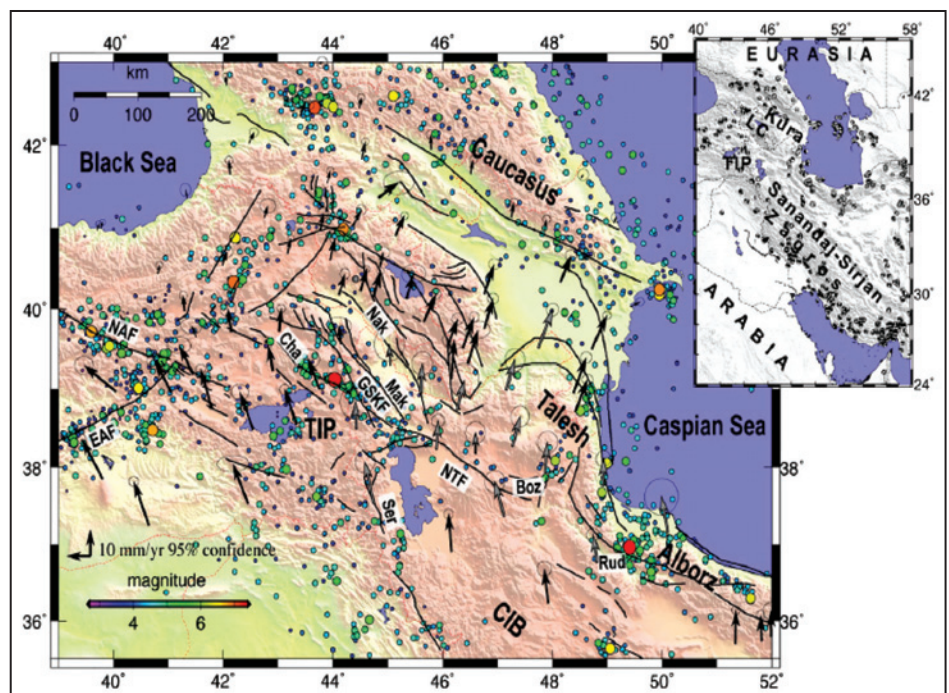 40° 42° 44° 46° 48° 50°
km
0 100 200
42°
Black Sea
Caucasus
40°
NAF
Nak
Cha
Mak
GSKF
TIP
EAF
Talesh
Caspian Sea
38°
38°
NTF
Boz
Ser
10 mm/yr 95% confidence
Rud
Alborz
magnitude
4 6
CIB
36°
36°
40 42 44 46 48 50 52
40° 46° 52° 58°
EURASIA
42°
Kura
LC
TIP
36°
Sanandaj-Sirjan
Zagros
30°
ARABIA
24°